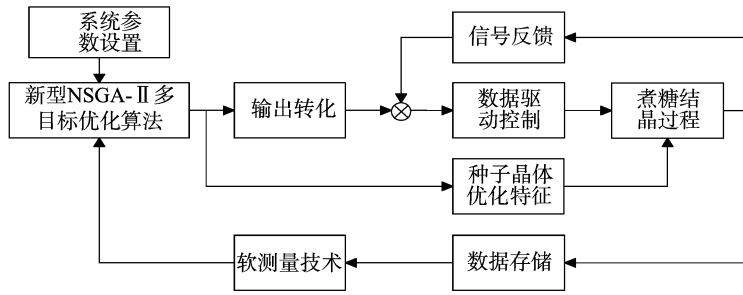 系统参
数设置
信号反馈
新型NSGA-Ⅱ多
目标优化算法
输出转化
数据驱
动控制
煮糖结
晶过程
种子晶体
优化特征
软测量技术
数据存储